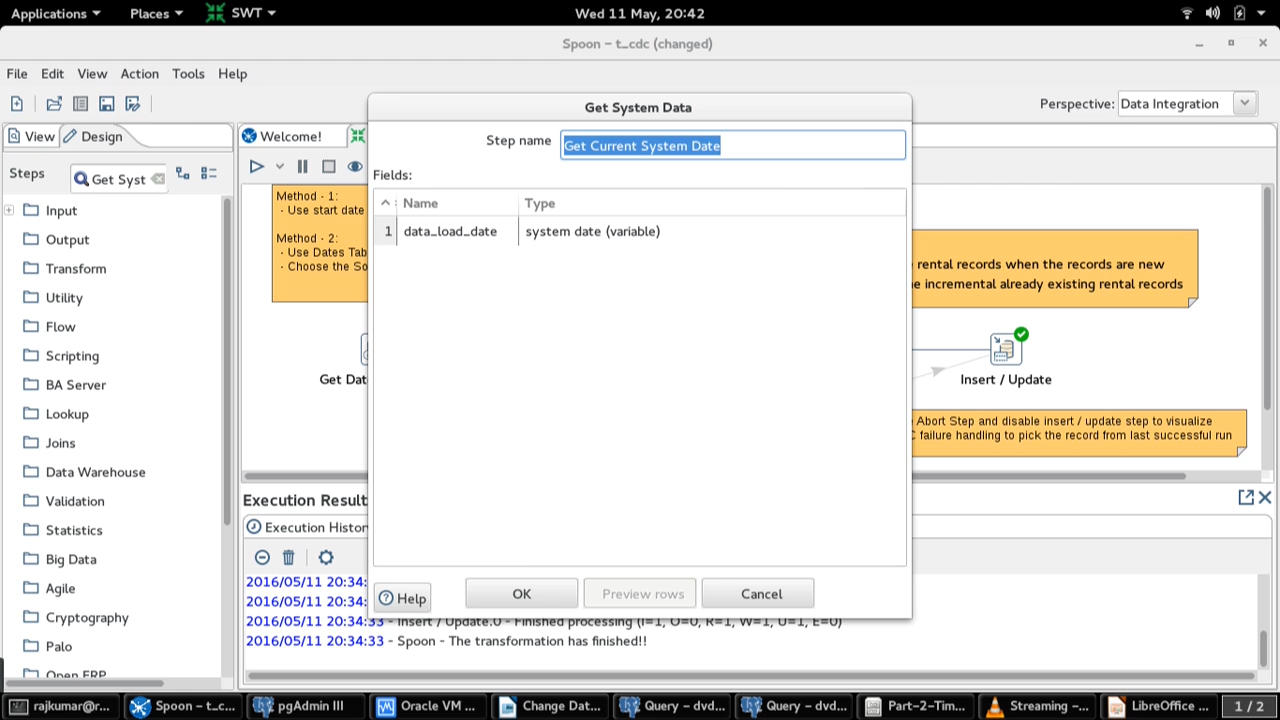 Applications Places SWT Wed 11 May, 20:42
Spoon - t_cdc (changed)
File Edit View Action Tools Help
Perspective: Data Integration
View Design Welcome!
Steps Get Syst
Input
Output
Transform
Utility
Flow
Scripting
BA Server
Lookup
Joins
Data Warehouse
Validation
Statistics
Big Data
Agile
Cryptography
Palo
Open ERP
Method - 1:
- Use start date
Method - 2:
- Use Dates Tab
- Choose the So
Get Dat
Get System Data
Step name Get Current System Date
Fields:
Name Type
1 data_load_date system date (variable)
Help OK Preview rows Cancel
rental records when the records are new
incremental already existing rental records
Insert / Update
Abort Step and disable insert / update step to visualize
failure handling to pick the record from last successful run
Execution Result
Execution Histor
2016/05/11 20:34:
2016/05/11 20:34:
2016/05/11 20:34:33 - Insert / Update.0 - Finished processing (I=1, O=0, R=1, W=1, U=1, E=0)
2016/05/11 20:34:33 - Spoon - The transformation has finished!!
rajkumar@r... Spoon - t_c... pgAdmin III Oracle VM ... Change Dat... Query - dvd... Query - dvd... Part-2-Tim... Streaming -... LibreOffice ... 1 / 2